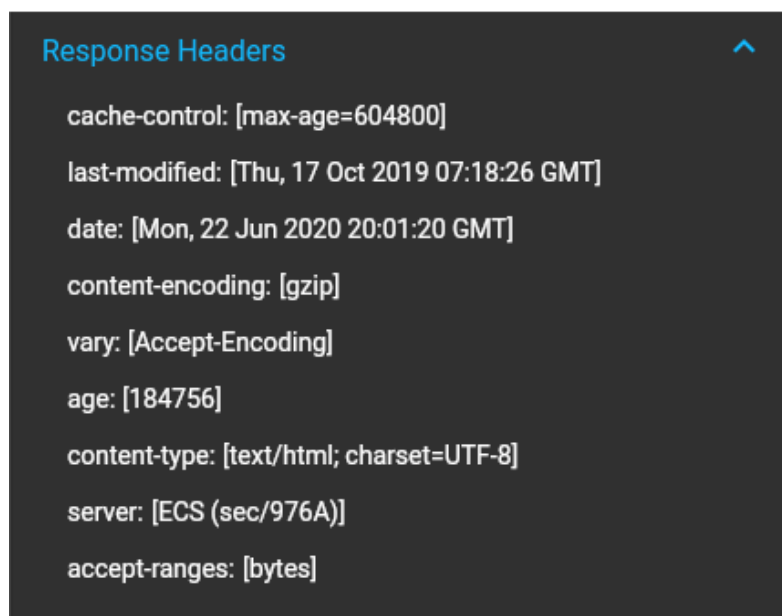 Response Headers
cache-control: [max-age=604800]
last-modified: [Thu, 17 Oct 2019 07:18:26 GMT]
date: [Mon, 22 Jun 2020 20:01:20 GMT]
content-encoding: [gzip]
vary: [Accept-Encoding]
age: [184756]
content-type: [text/html; charset=UTF-8]
server: [ECS (sec/976A)]
accept-ranges: [bytes]